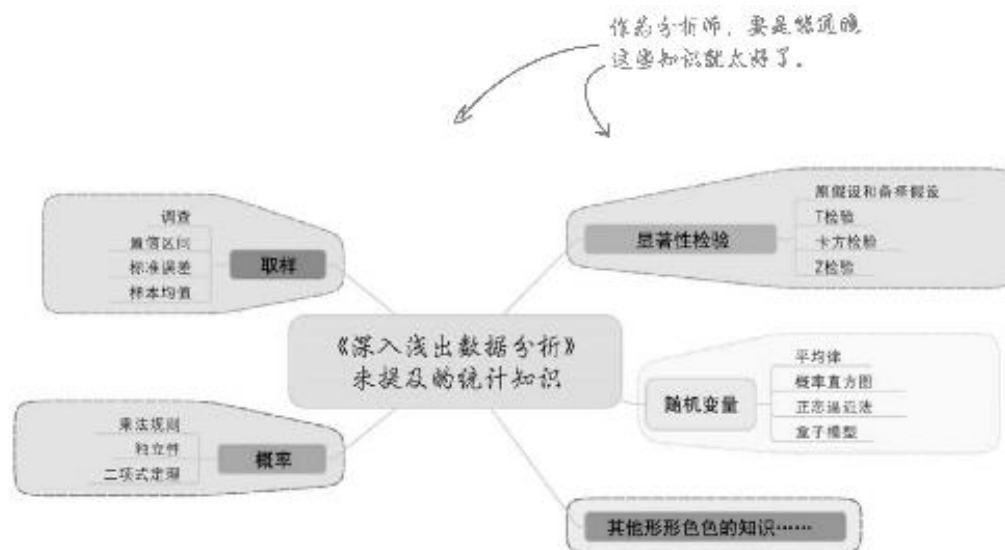 作为分析师，要是能通晓
这些知识就太好了。
调查
置信区间
标准误差
样本均值
取样
原假设和备择假设
T检验
卡方检验
Z检验
显著性检验
《深入浅出数据分析》
未提及的统计知识
平均律
概率直方图
正态逼近法
盒子模型
随机变量
乘法规则
独立性
二项式定理
概率
其他形形色色的知识……